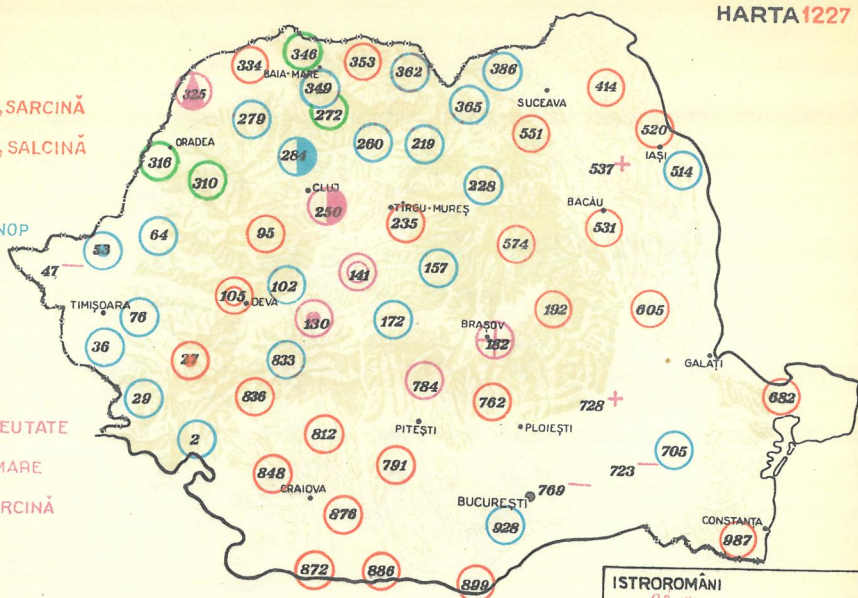 HARTA 1227
, SARCINĂ
, SALCINĂ
NOP
EUTATE
MARE
RCINĂ
334
346
BAIA-MARE
353
362
386
325
349
272
365
SUCEAVA
414
279
551
520
ORADEA
316
284
260
219
IAȘI
537 +
514
310
CLUJ
228
250
TÎRGU-MUREȘ
BACĂU
235
531
64
95
574
53
47 —
141
157
102
105
DEVA
TIMIȘOARA
76
130
172
192
605
BRAȘOV
182
36
27
833
GALAȚI
784
29
836
762
728 +
682
PITEȘTI
PLOIEȘTI
2
812
705
791
848
723 —
CRAIOVA
769 —
BUCUREȘTI
876
928
CONSTANȚA
987
872
886
899
ISTROROMÂNI